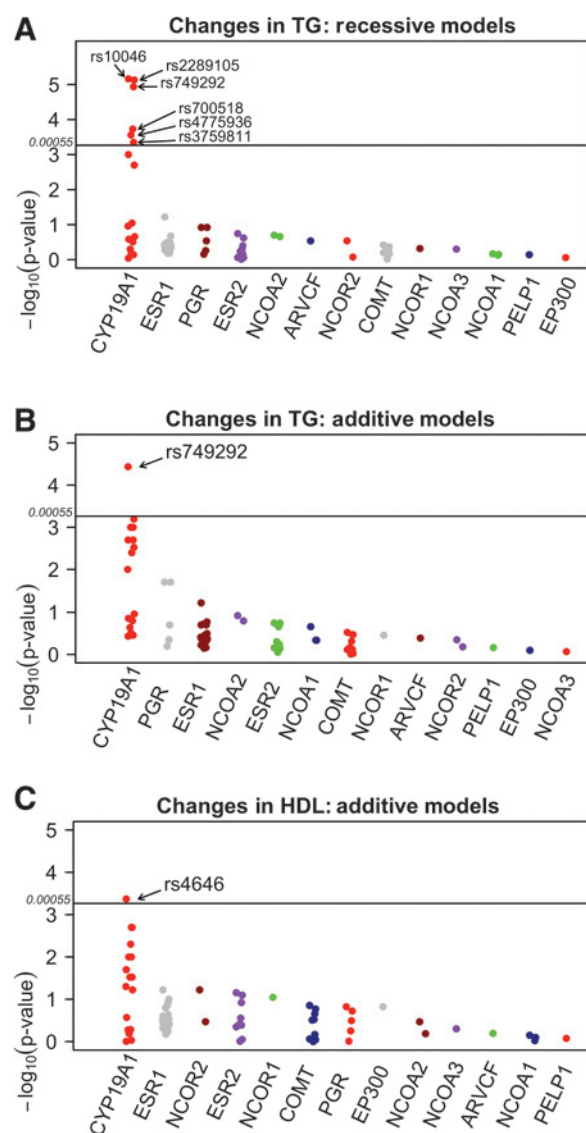 A
Changes in TG: recessive models
rs10046
rs2289105
rs749292
rs700518
rs4775936
rs3759811
5
4
0.00055
3
2
1
0
−log10(p-value)
CYP19A1
ESR1
PGR
ESR2
NCOA2
ARVCF
NCOR2
COMT
NCOR1
NCOA3
NCOA1
PELP1
EP300
B
Changes in TG: additive models
rs749292
5
4
0.00055
3
2
1
0
−log10(p-value)
CYP19A1
PGR
ESR1
NCOA2
ESR2
NCOA1
COMT
NCOR1
ARVCF
NCOR2
PELP1
EP300
NCOA3
C
Changes in HDL: additive models
rs4646
5
4
0.00055
3
2
1
0
−log10(p-value)
CYP19A1
ESR1
NCOR2
ESR2
NCOR1
COMT
PGR
EP300
NCOA2
NCOA3
ARVCF
NCOA1
PELP1